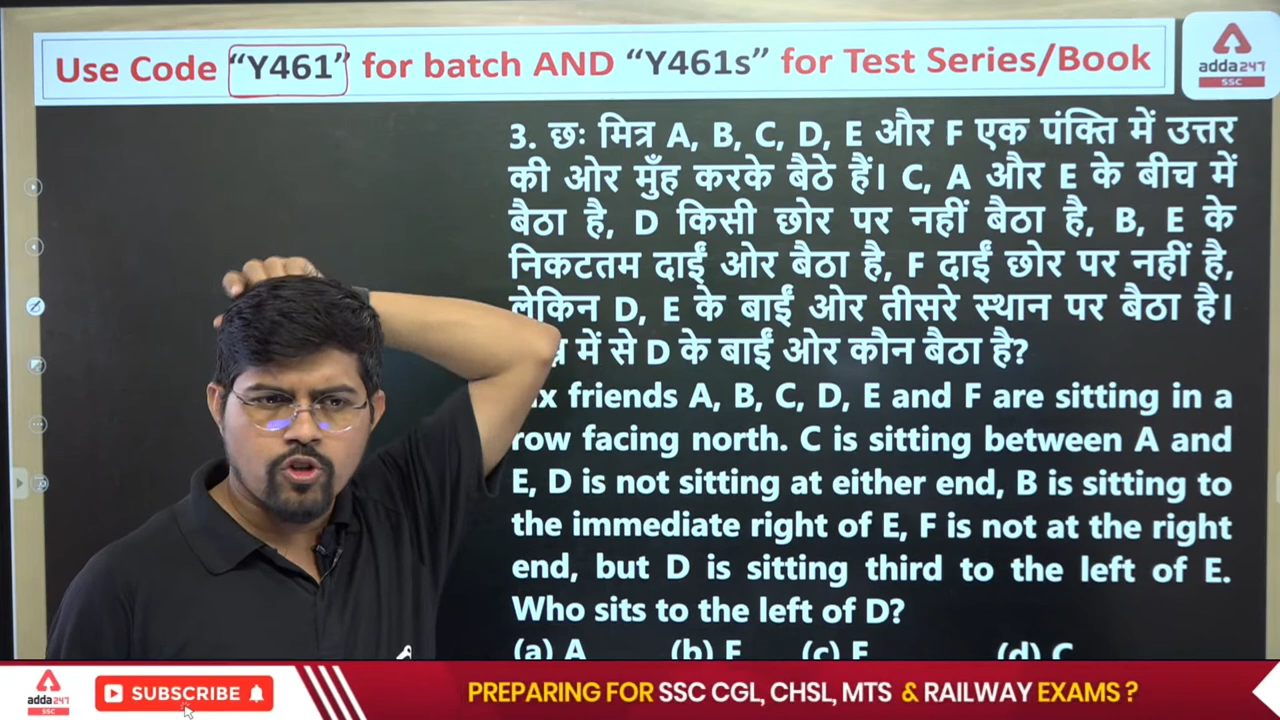 Use Code “Y461” for batch AND “Y461s” for Test Series/Book
adda247
SSC
3. छः मित्र A, B, C, D, E और F एक पंक्ति में उत्तर
की ओर मुँह करके बैठे हैं। C, A और E के बीच में
बैठा है, D किसी छोर पर नहीं बैठा है, B, E के
निकटतम दाईं ओर बैठा है, F दाईं छोर पर नहीं है,
लेकिन D, E के बाईं ओर तीसरे स्थान पर बैठा है।
में से D के बाईं ओर कौन बैठा है?
friends A, B, C, D, E and F are sitting in a
row facing north. C is sitting between A and
E, D is not sitting at either end, B is sitting to
the immediate right of E, F is not at the right
end, but D is sitting third to the left of E.
Who sits to the left of D?
(a) A (b) (c) (d) C
adda247
SSC
SUBSCRIBE
PREPARING FOR SSC CGL, CHSL, MTS & RAILWAY EXAMS ?